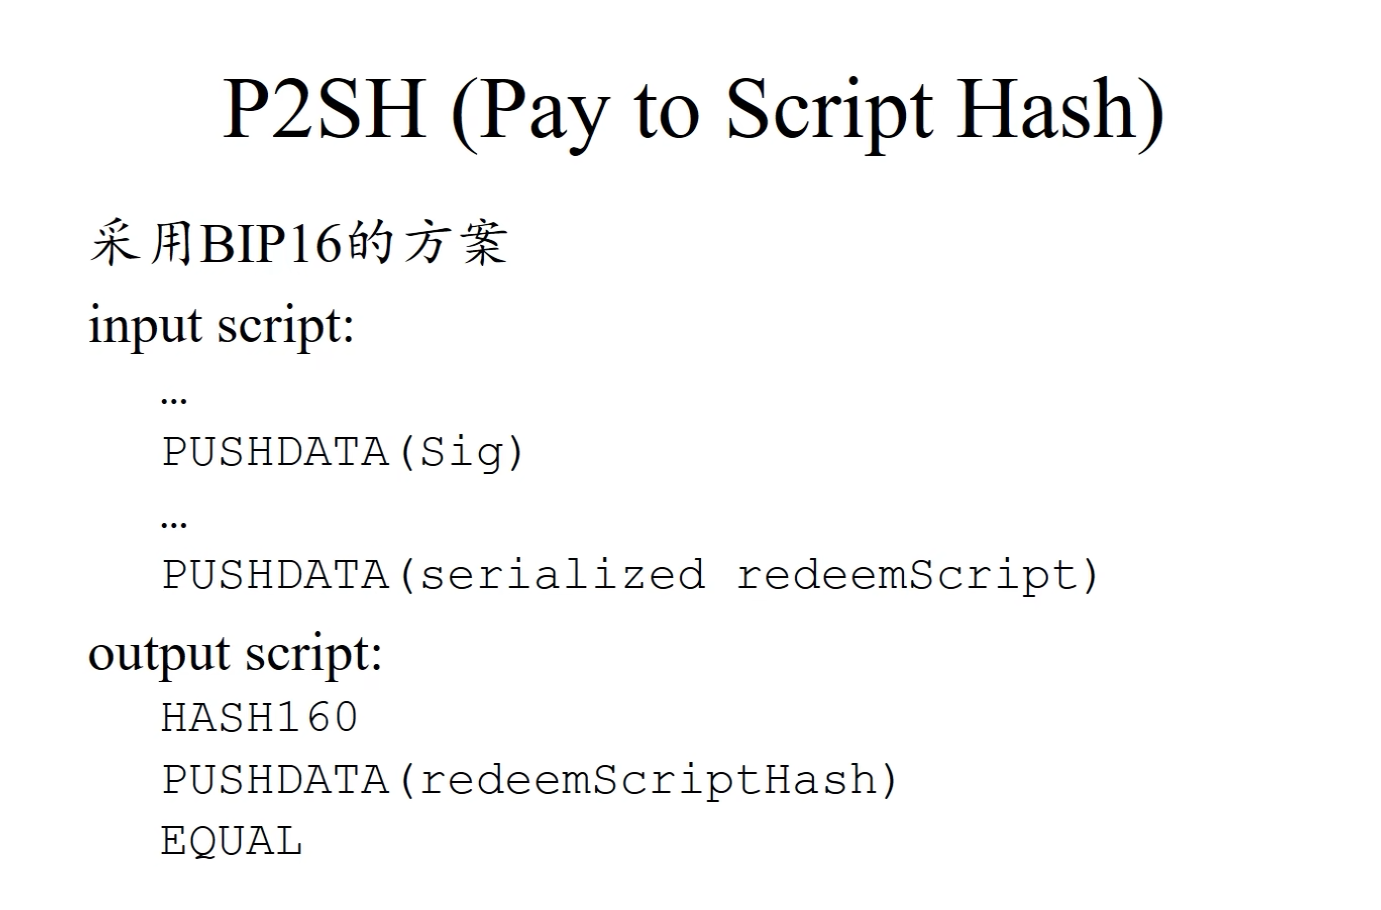 P2SH (Pay to Script Hash)
采用BIP16的方案
input script:
…
PUSHDATA(Sig)
…
PUSHDATA(serialized redeemScript)
output script:
HASH160
PUSHDATA(redeemScriptHash)
EQUAL